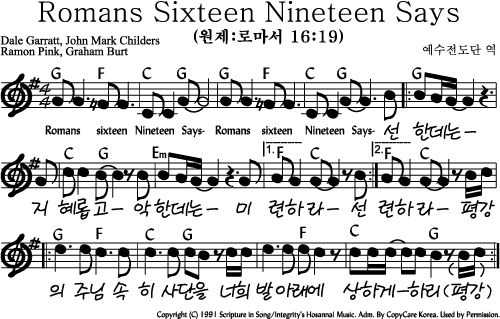 Romans Sixteen Nineteen Says
(원제:로마서 16:19)
Dale Garratt, John Mark Childers
Ramon Pink, Graham Burt
예수전도단 역
G F C G G F C G G G
Romans sixteen Nineteen Says- Romans sixteen Nineteen Says- 선 한데는-
C G Em 1. F C G 2. F C G
지 혜롭고- 악한데는- 미 련하라- 선 련하라- 평강
G F C G
의 주님 속 히 사단을 너희 발 아래에 상하게-하리(평강)
Copyright (C) 1991 Scripture in Song/Integrity's Hosannai Music. Adm. By CopyCare Korea. Used by Permission.